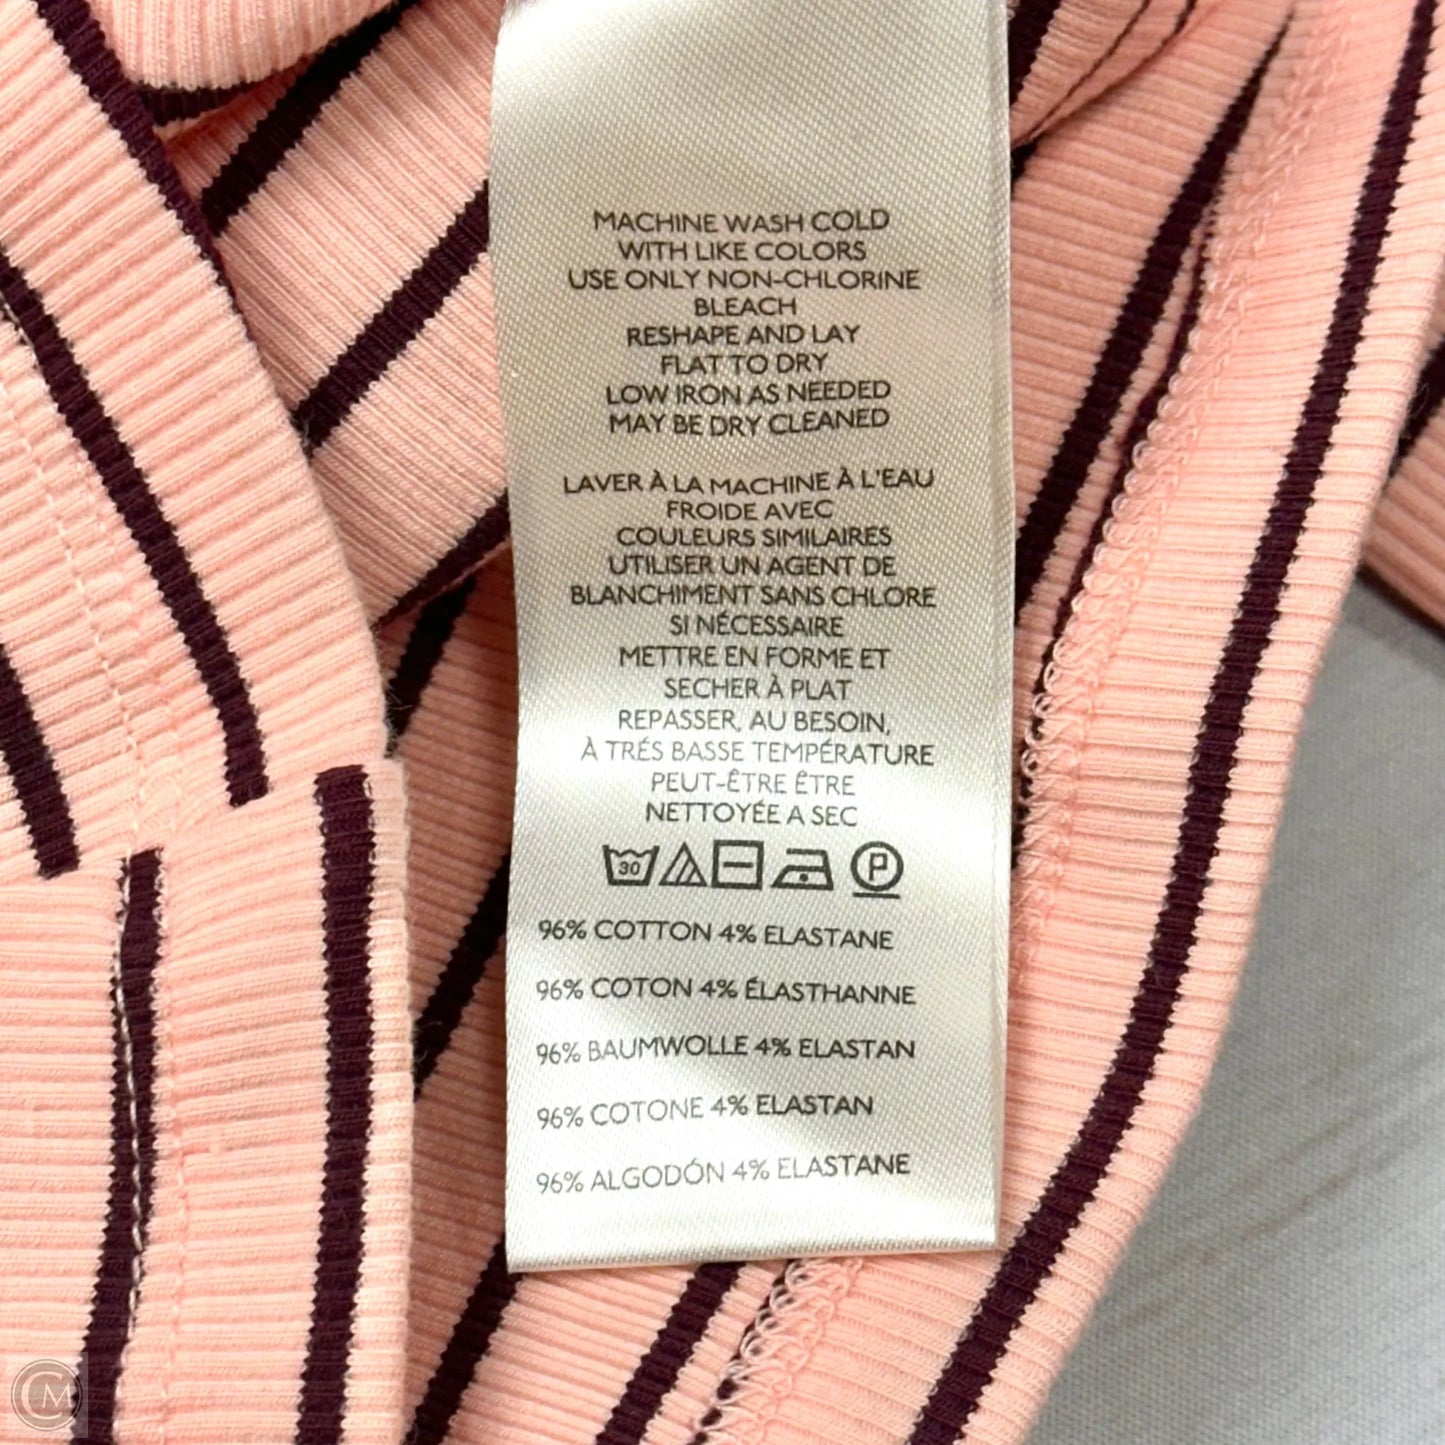 MACHINE WASH COLD
WITH LIKE COLORS
USE ONLY NON-CHLORINE
BLEACH
RESHAPE AND LAY
FLAT TO DRY
LOW IRON AS NEEDED
MAY BE DRY CLEANED
LAVER À LA MACHINE À L'EAU
FROIDE AVEC
COULEURS SIMILAIRES
UTILISER UN AGENT DE
BLANCHIMENT SANS CHLORE
SI NÉCESSAIRE
METTRE EN FORME ET
SECHER À PLAT
REPASSER, AU BESOIN,
À TRÉS BASSE TEMPÉRATURE
PEUT-ÊTRE ÊTRE
NETTOYÉE A SEC
30 P
96% COTTON 4% ELASTANE
96% COTON 4% ÉLASTHANNE
96% BAUMWOLLE 4% ELASTAN
96% COTONE 4% ELASTAN
96% ALGODÓN 4% ELASTANE
CM